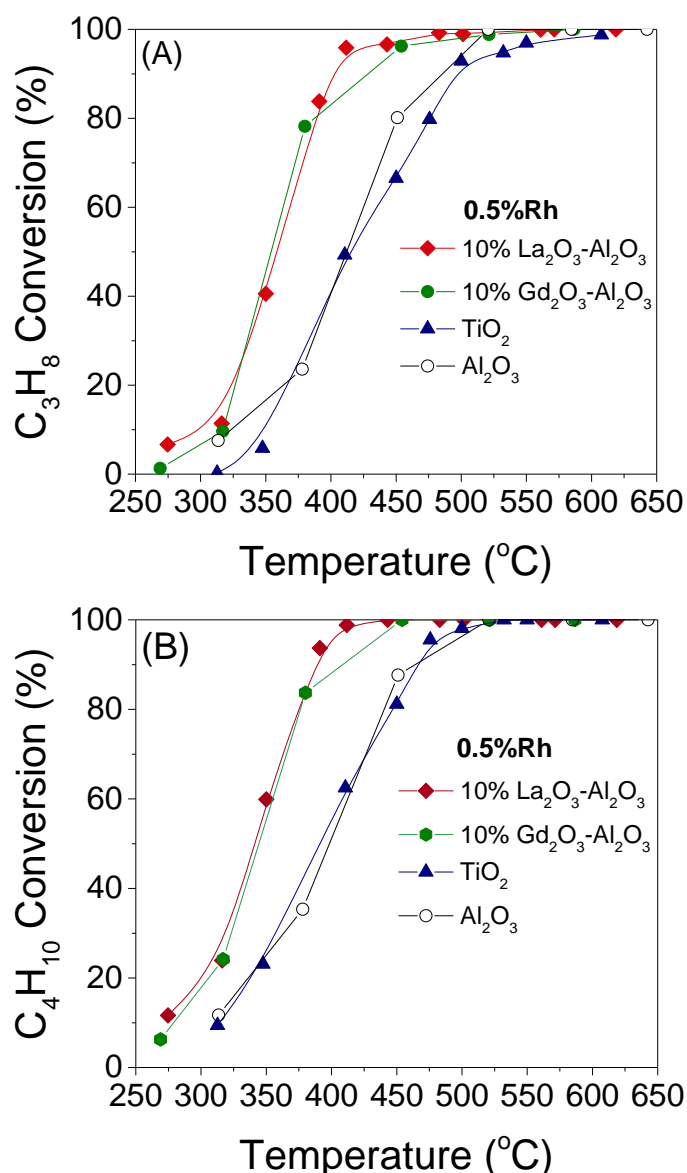 (A)
C₃H₈ Conversion (%)
100
80
60
40
20
0
0.5%Rh
10% La₂O₃-Al₂O₃
10% Gd₂O₃-Al₂O₃
TiO₂
Al₂O₃
250 300 350 400 450 500 550 600 650
Temperature (°C)
(B)
C₄H₁₀ Conversion (%)
100
80
60
40
20
0
0.5%Rh
10% La₂O₃-Al₂O₃
10% Gd₂O₃-Al₂O₃
TiO₂
Al₂O₃
250 300 350 400 450 500 550 600 650
Temperature (°C)